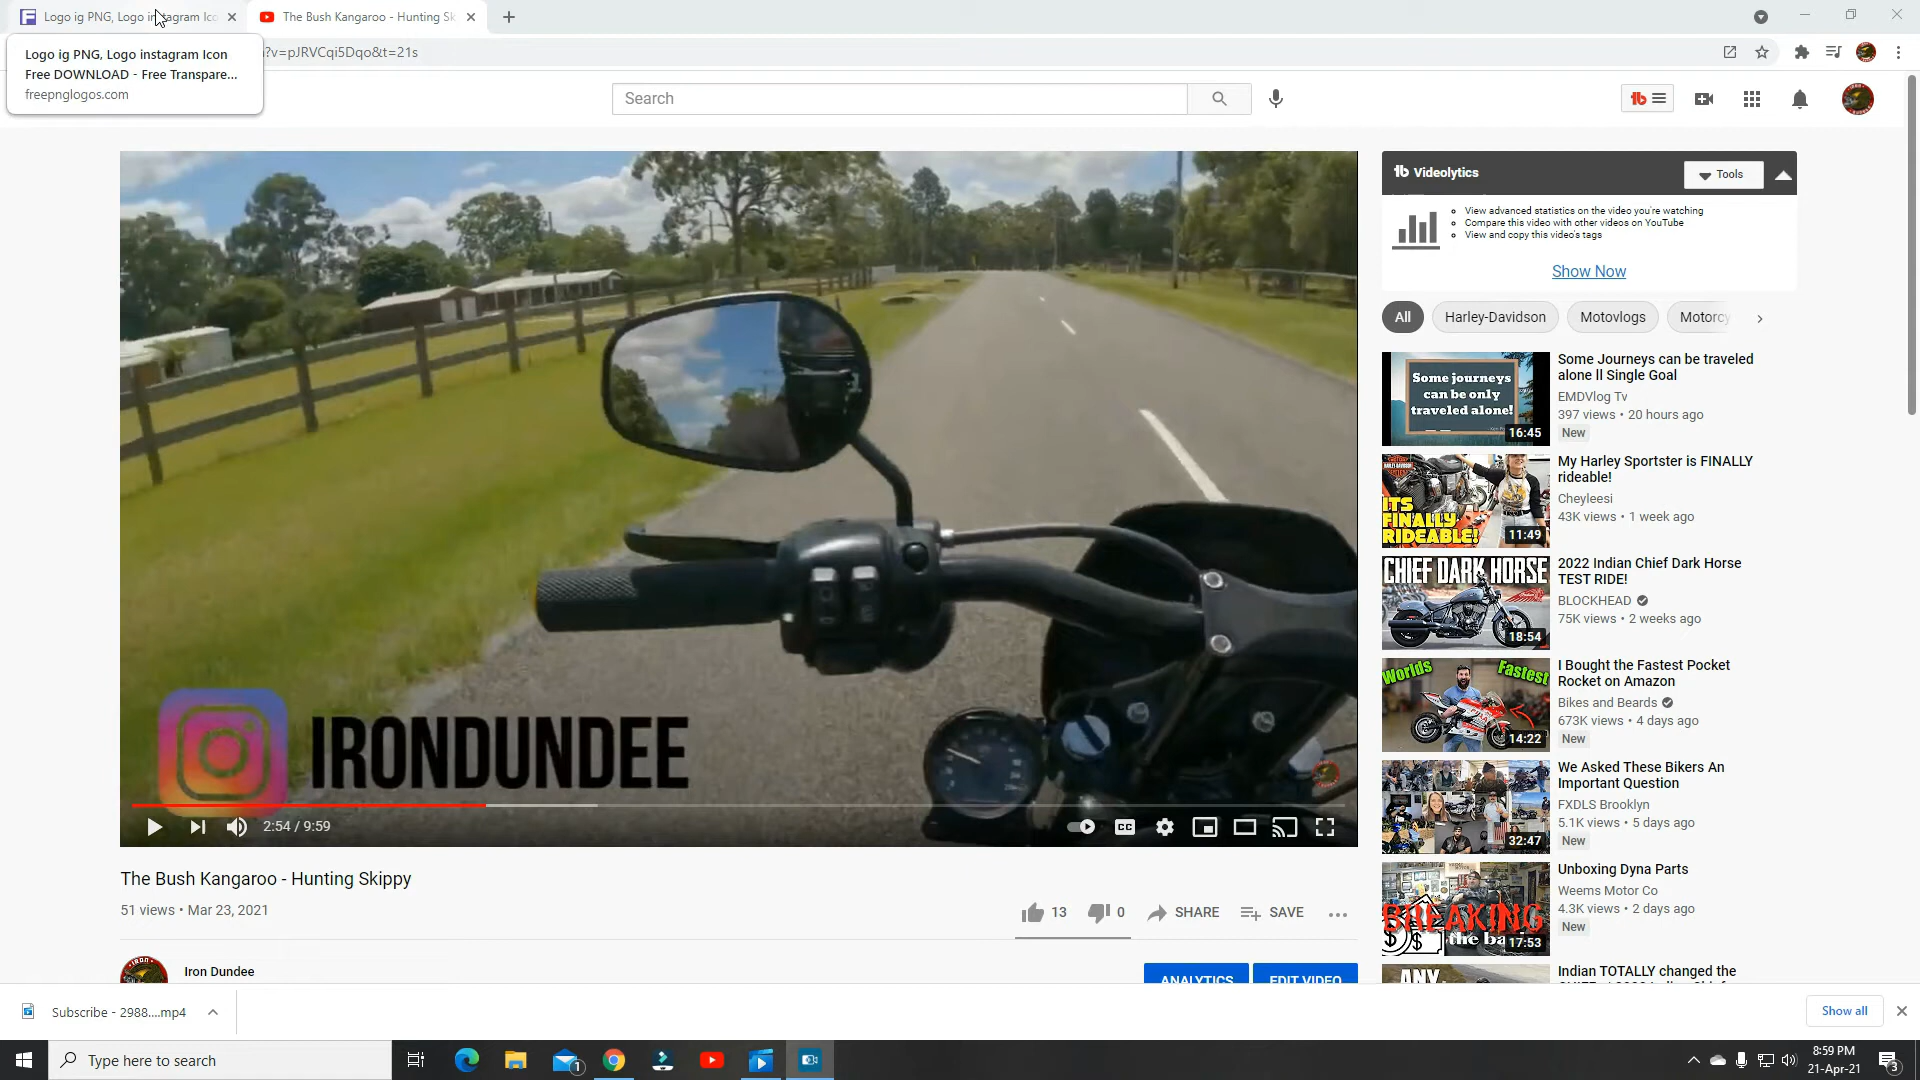 Logo ig PNG, Logo instagram Ico
The Bush Kangaroo - Hunting Sk
Logo ig PNG, Logo instagram Icon
Free DOWNLOAD - Free Transpare...
freepnglogos.com
?v=pJRVCqi5Dqo&t=21s
Search
Videolytics
Tools
View advanced statistics on the video you're watching
Compare this video with other videos on YouTube
View and copy this video's tags
Show Now
All
Harley-Davidson
Motovlogs
Motorcy
Some journeys
can be only
traveled alone!
16:45
Some Journeys can be traveled
alone ll Single Goal
EMDVlog Tv
397 views • 20 hours ago
New
ITS
FINALLY
RIDEABLE!
11:49
My Harley Sportster is FINALLY
rideable!
Cheyleesi
43K views • 1 week ago
CHIEF DARK HORSE
18:54
2022 Indian Chief Dark Horse
TEST RIDE!
BLOCKHEAD
75K views • 2 weeks ago
Worlds
Fastest
14:22
I Bought the Fastest Pocket
Rocket on Amazon
Bikes and Beards
673K views • 4 days ago
New
32:47
We Asked These Bikers An
Important Question
FXDLS Brooklyn
5.1K views • 5 days ago
New
BREAKING
the ba
17:53
Unboxing Dyna Parts
Weems Motor Co
4.3K views • 2 days ago
New
ANY
Indian TOTALLY changed the
IRONDUNDEE
2:54 / 9:59
CC
The Bush Kangaroo - Hunting Skippy
51 views • Mar 23, 2021
13
0
SHARE
SAVE
IRON
Iron Dundee
ANALYTICS
EDIT VIDEO
Subscribe - 2988....mp4
Show all
Type here to search
1
8:59 PM
21-Apr-21
3